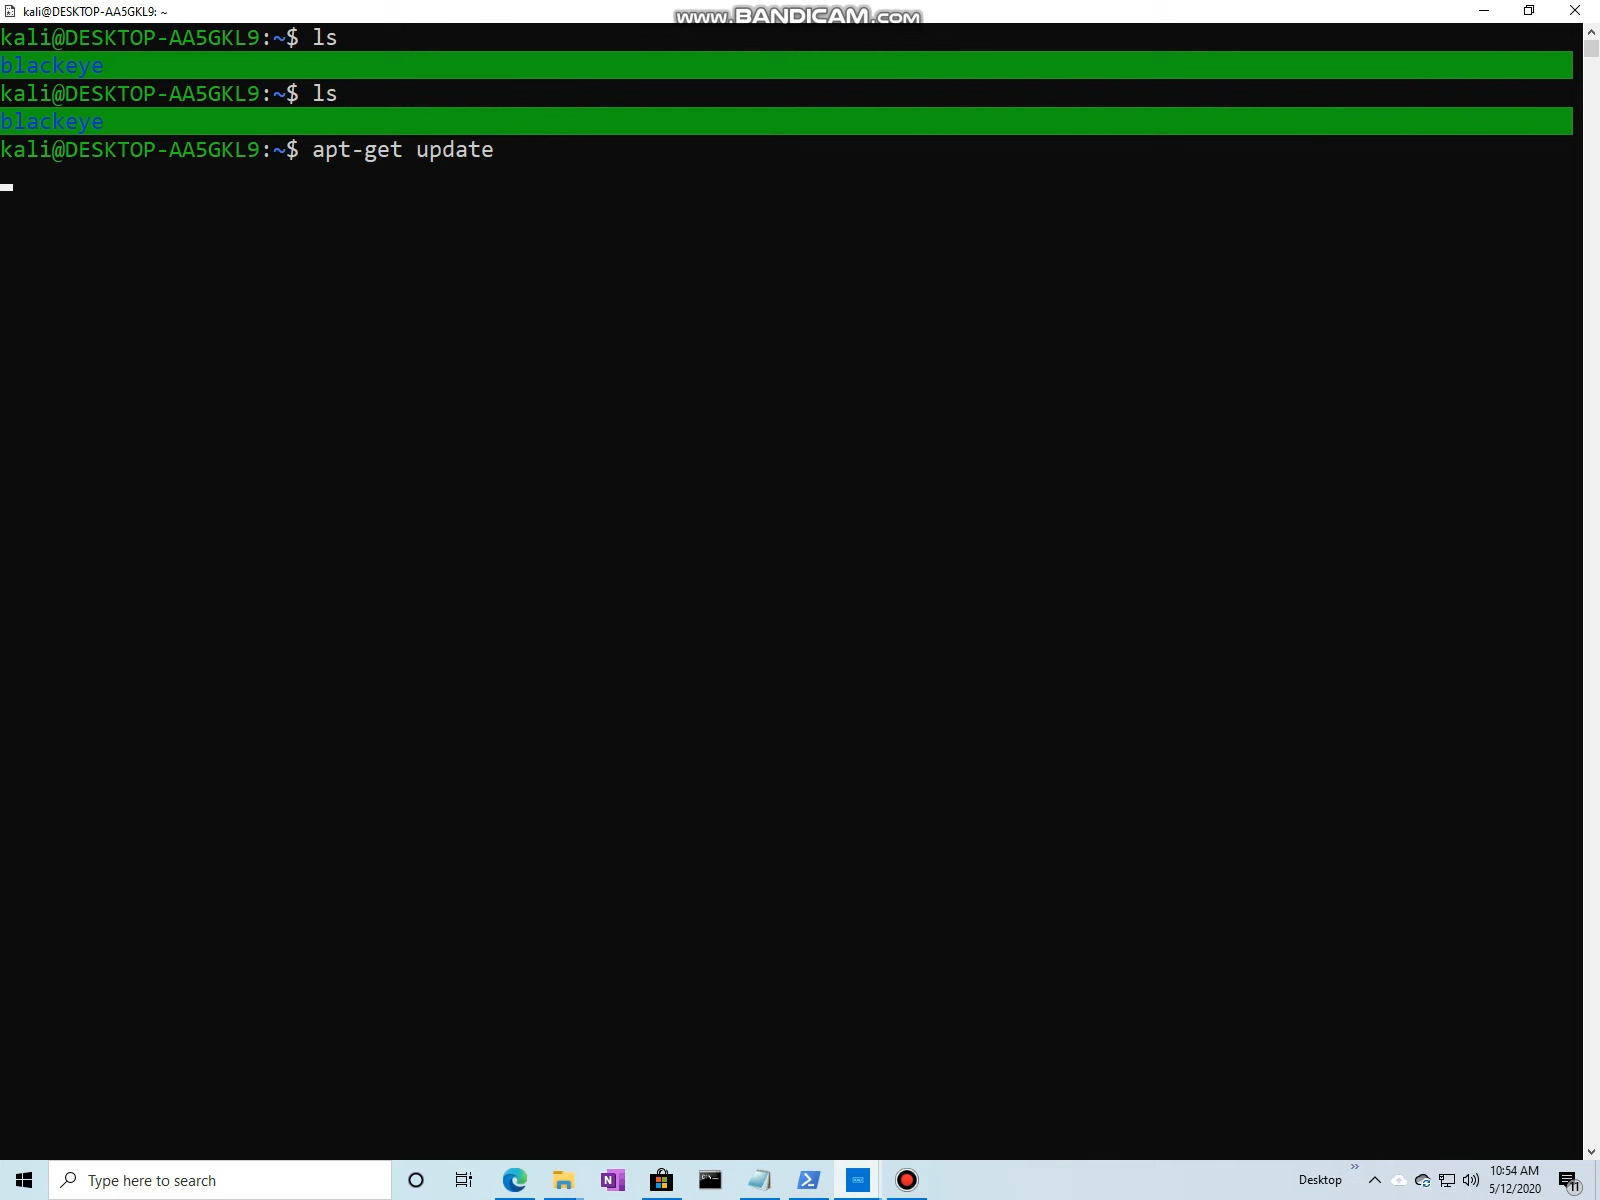 kali@DESKTOP-AA5GKL9: ~
www.BANDICAM.com
kali@DESKTOP-AA5GKL9:~$ ls
blackeye
kali@DESKTOP-AA5GKL9:~$ ls
blackeye
kali@DESKTOP-AA5GKL9:~$ apt-get update
Type here to search
Desktop
10:54 AM
5/12/2020
11